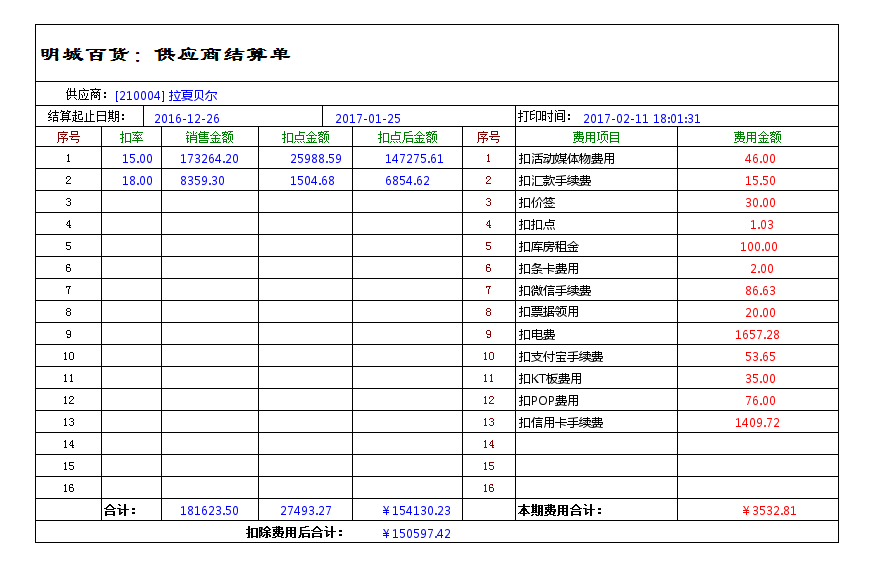 明城百货：供应商结算单
供应商： [210004] 拉夏贝尔
结算起止日期： 2016-12-26 2017-01-25 打印时间： 2017-02-11 18:01:31
序号 扣率 销售金额 扣点金额 扣点后金额 序号 费用项目 费用金额
1 15.00 173264.20 25988.59 147275.61 1 扣活动媒体物费用 46.00
2 18.00 8359.30 1504.68 6854.62 2 扣汇款手续费 15.50
3 3 扣价签 30.00
4 4 扣扣点 1.03
5 5 扣库房租金 100.00
6 6 扣条卡费用 2.00
7 7 扣微信手续费 86.63
8 8 扣票据领用 20.00
9 9 扣电费 1657.28
10 10 扣支付宝手续费 53.65
11 11 扣KT板费用 35.00
12 12 扣POP费用 76.00
13 13 扣信用卡手续费 1409.72
14 14
15 15
16 16
合计： 181623.50 27493.27 ￥154130.23 本期费用合计： ￥3532.81
扣除费用后合计： ￥150597.42